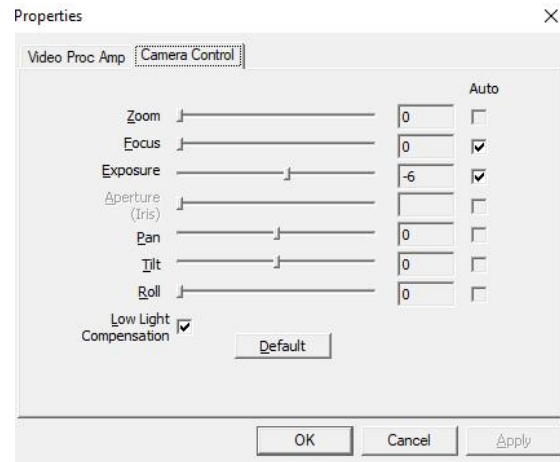 Properties
Video Proc Amp
Camera Control
Auto
Zoom 0
Focus 0
Exposure -6
Aperture
(Iris)
Pan 0
Tilt 0
Roll 0
Low Light
Compensation
Default
OK Cancel Apply